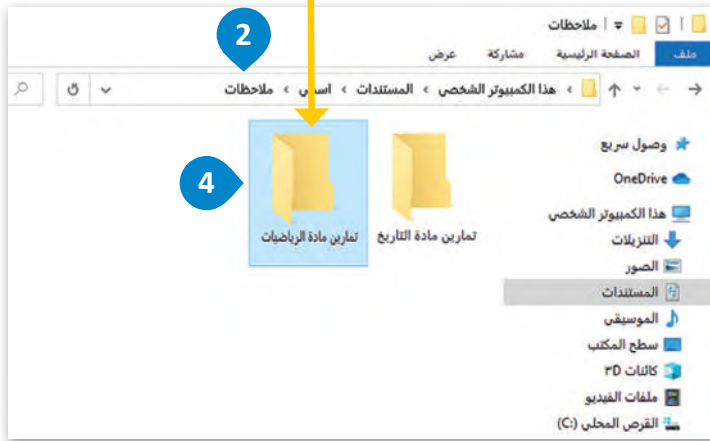 ملاحظات
ملف
الصفحة الرئيسية
مشاركة
عرض
2
هذا الكمبيوتر الشخصي › المستندات › اسمي › ملاحظات
وصول سريع
OneDrive
هذا الكمبيوتر الشخصي
التنزيلات
الصور
المستندات
الموسيقى
سطح المكتب
كائنات ٣D
ملفات الفيديو
القرص المحلي (C:)
تمارين مادة التاريخ
تمارين مادة الرياضيات
4